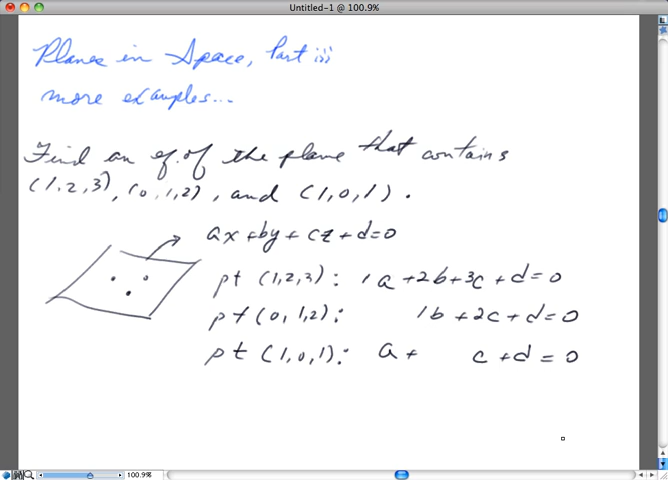 Untitled-1 @ 100.9%
Planes in Space, Part iii
more examples...
Find an eq. of the plane that contains
(1,2,3), (0,1,2), and (1,0,1).
ax+by+cz+d=0
pt (1,2,3): 1a+2b+3c+d=0
pt (0,1,2): 1b+2c+d=0
pt (1,0,1): a+ c+d=0
100.9%